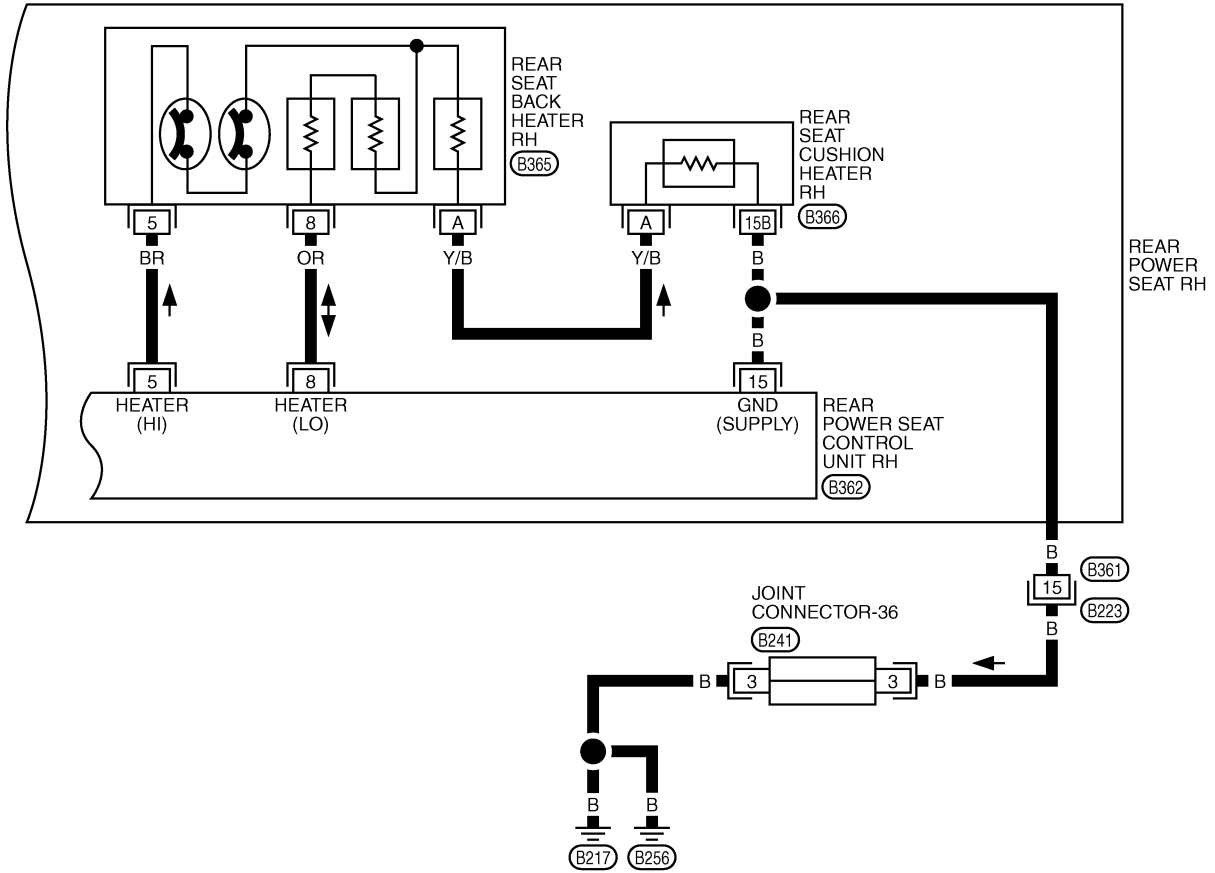 REAR
SEAT
BACK
HEATER
RH
B365
REAR
SEAT
CUSHION
HEATER
RH
B366
5
8
A
A
15B
BR
OR
Y/B
Y/B
B
REAR
POWER
SEAT RH
B
5
8
15
HEATER
(HI)
HEATER
(LO)
GND
(SUPPLY)
REAR
POWER SEAT
CONTROL
UNIT RH
B362
B
B361
15
B223
B
JOINT
CONNECTOR-36
B241
B
3
3
B
B
B
B217
B256